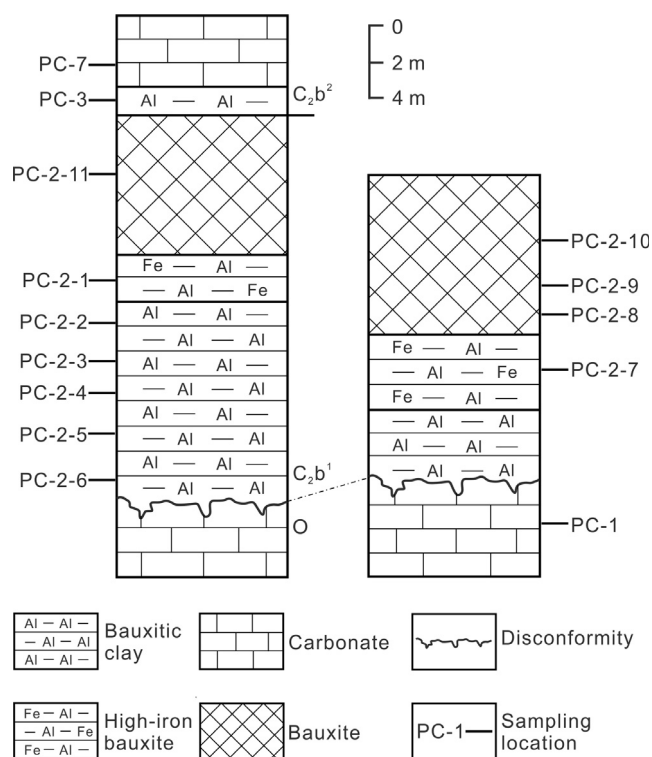 0
2 m
4 m
PC-7
PC-3
Al Al
C₂b²
PC-2-11
PC-2-1
Fe Al
Al Fe
PC-2-2
Al Al
Al Al
PC-2-3
Al Al
PC-2-4
Al Al
Al Al
PC-2-5
Al Al
Al Al
PC-2-6
Al Al
C₂b¹
O
PC-2-10
PC-2-9
PC-2-8
Fe Al
Al Fe
PC-2-7
Fe Al
Al Al
Al Al
Al Al
PC-1
Al – Al –
– Al – Al
Al – Al –
Bauxitic
clay
Carbonate
Disconformity
Fe – Al –
– Al – Fe
Fe – Al –
High-iron
bauxite
Bauxite
PC-1
Sampling
location